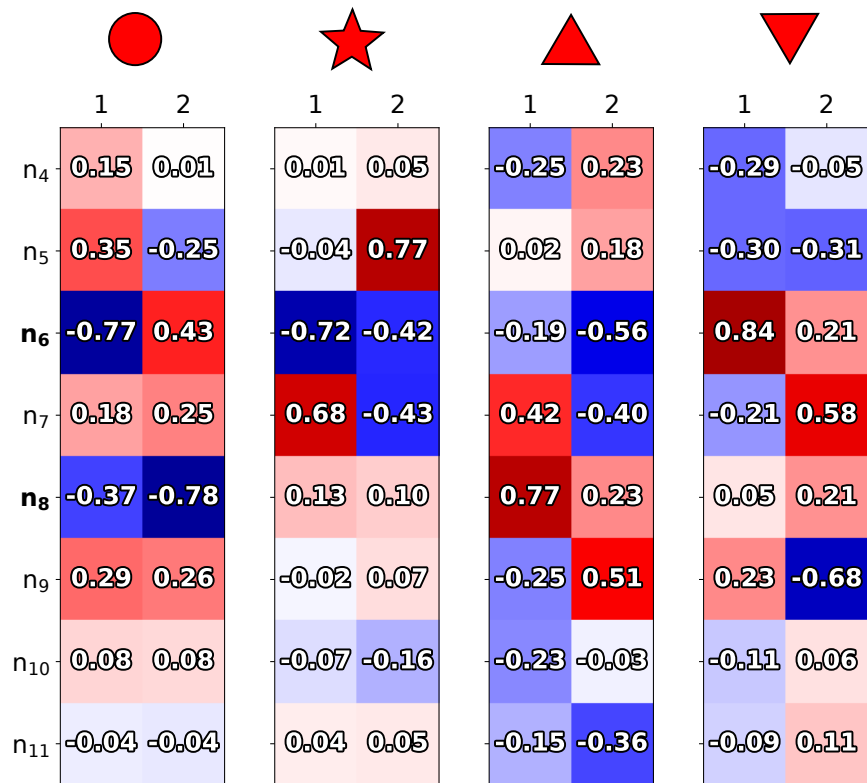 1 2 1 2 1 2 1 2
n4 0.15 0.01 0.01 0.05 -0.25 0.23 -0.29 -0.05
n5 0.35 -0.25 -0.04 0.77 0.02 0.18 -0.30 -0.31
n6 -0.77 0.43 -0.72 -0.42 -0.19 -0.56 0.84 0.21
n7 0.18 0.25 0.68 -0.43 0.42 -0.40 -0.21 0.58
n8 -0.37 -0.78 0.13 0.10 0.77 0.23 0.05 0.21
n9 0.29 0.26 -0.02 0.07 -0.25 0.51 0.23 -0.68
n10 0.08 0.08 -0.07 -0.16 -0.23 -0.03 -0.11 0.06
n11 -0.04 -0.04 0.04 0.05 -0.15 -0.36 -0.09 0.11